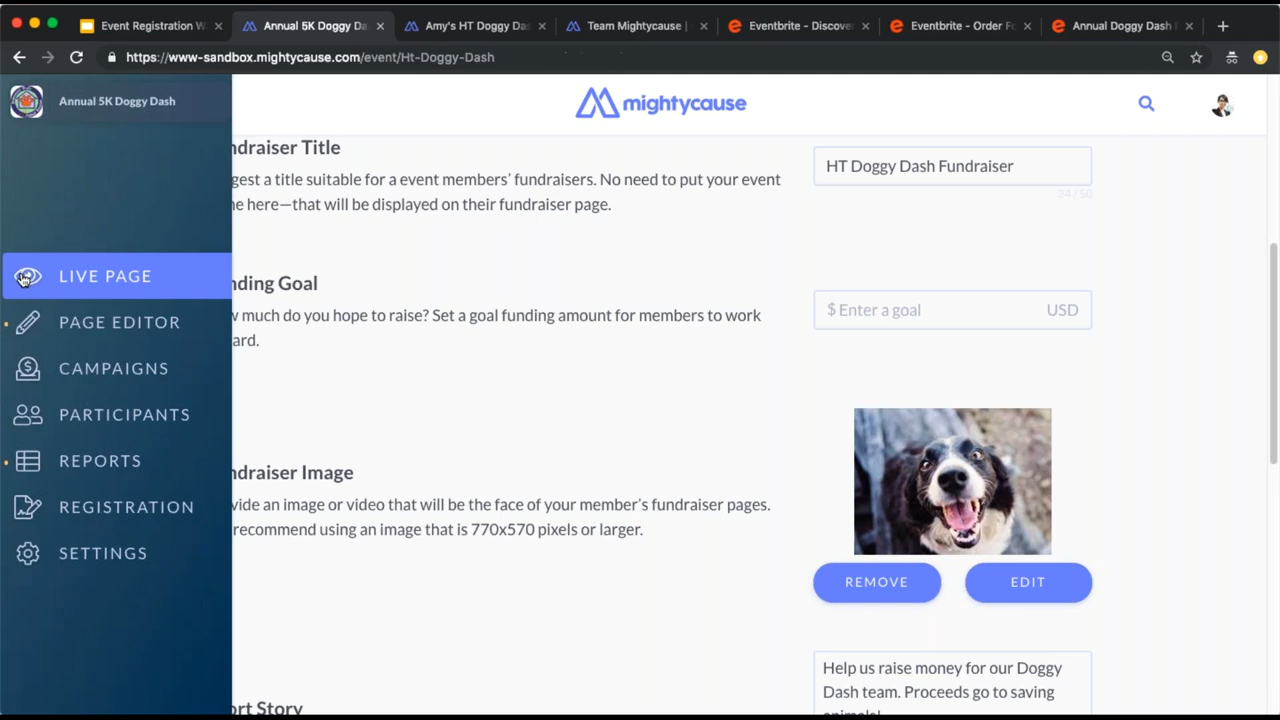 Event Registration W
Annual 5K Doggy Da
Amy's HT Doggy Das
Team Mightycause |
Eventbrite - Discove
Eventbrite - Order Fo
Annual Doggy Dash
https://www-sandbox.mightycause.com/event/Ht-Doggy-Dash
Annual 5K Doggy Dash
mightycause
LIVE PAGE
PAGE EDITOR
CAMPAIGNS
PARTICIPANTS
REPORTS
REGISTRATION
SETTINGS
ndraiser Title
gest a title suitable for a event members' fundraisers. No need to put your event
ne here—that will be displayed on their fundraiser page.
HT Doggy Dash Fundraiser
24 / 50
nding Goal
w much do you hope to raise? Set a goal funding amount for members to work
ard.
$ Enter a goal USD
ndraiser Image
vide an image or video that will be the face of your member's fundraiser pages.
recommend using an image that is 770x570 pixels or larger.
REMOVE
EDIT
ort Story
Help us raise money for our Doggy
Dash team. Proceeds go to saving
animals!